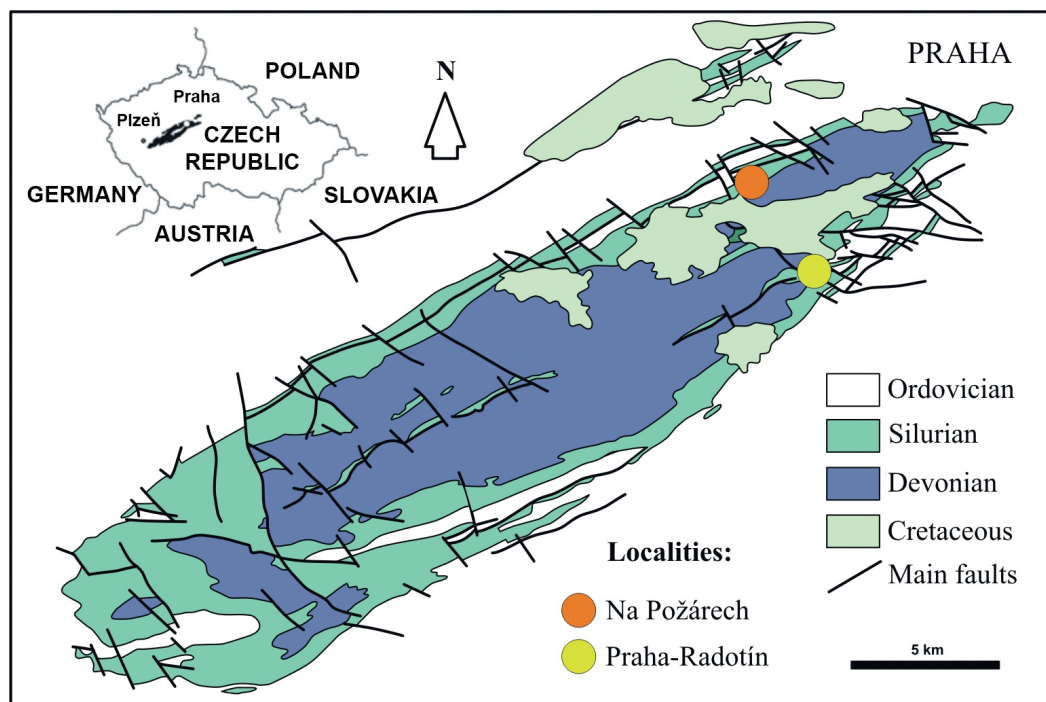 POLAND
Praha
Plzeň
CZECH
REPUBLIC
GERMANY
SLOVAKIA
AUSTRIA
N
PRAHA
Ordovician
Silurian
Devonian
Cretaceous
Main faults
Localities:
Na Požárech
Praha-Radotín
5 km